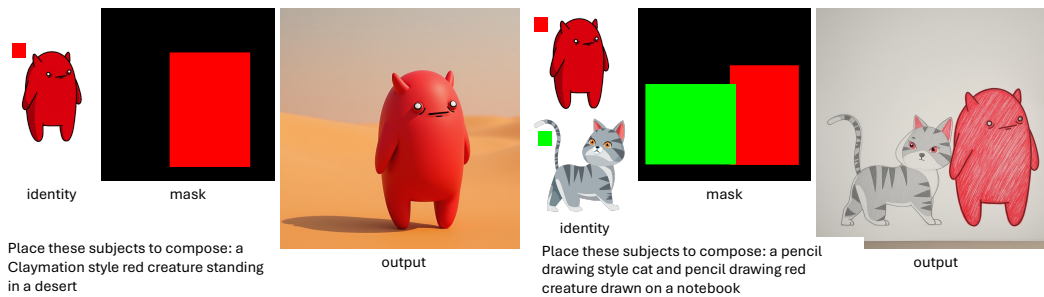 identity
mask
Place these subjects to compose: a
Claymation style red creature standing
in a desert
output
identity
mask
Place these subjects to compose: a pencil
drawing style cat and pencil drawing red
creature drawn on a notebook
output